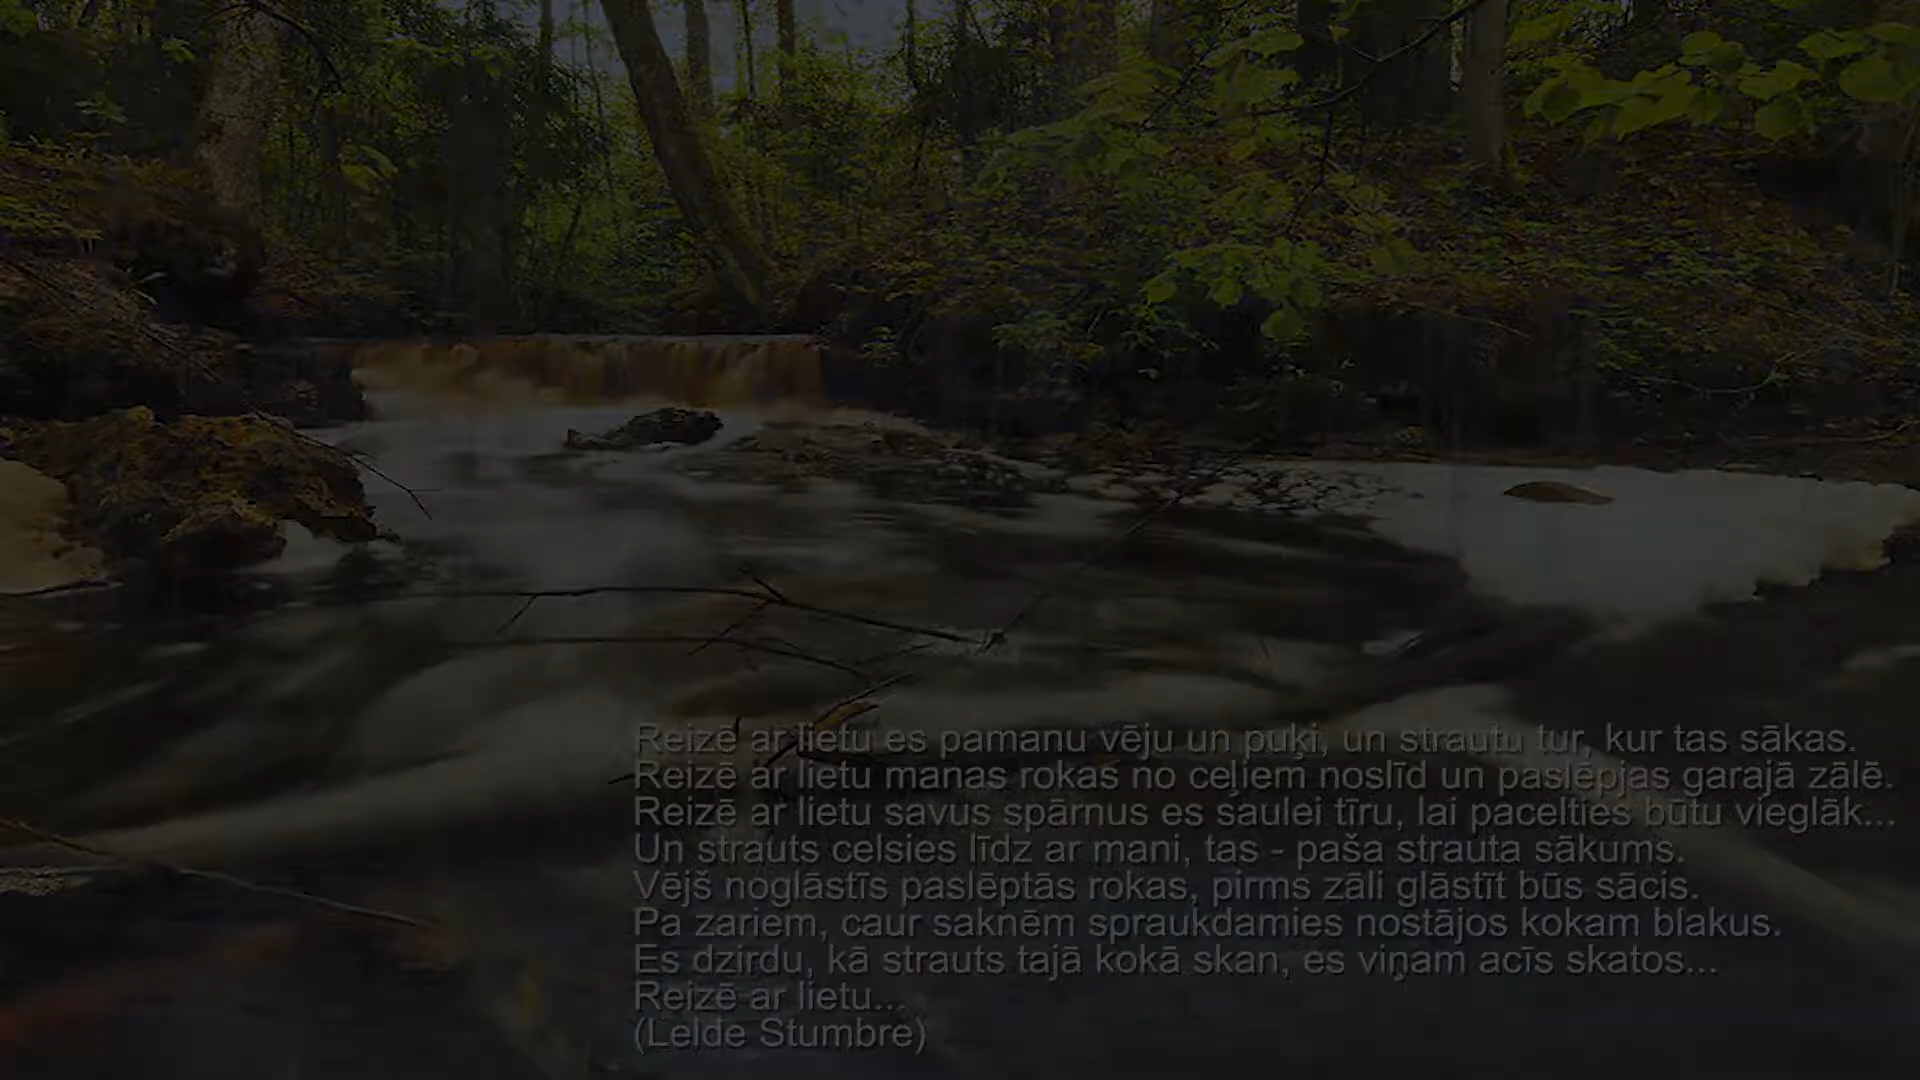 Reizē ar lietu es pamanu vēju un puķi, un strautu tur, kur tas sākas.
Reizē ar lietu manas rokas no ceļiem noslīd un paslēpjas garajā zālē.
Reizē ar lietu savus spārnus es saulei tīru, lai pacelties būtu vieglāk...
Un strauts celsies līdz ar mani, tas - paša strauta sākums.
Vējš noglāstīs paslēptās rokas, pirms zāli glāstīt būs sācis.
Pa zariem, caur saknēm spraukdamies nostājos kokam blakus.
Es dzirdu, kā strauts tajā kokā skan, es viņam acīs skatos...
Reizē ar lietu...
(Lelde Stumbre)